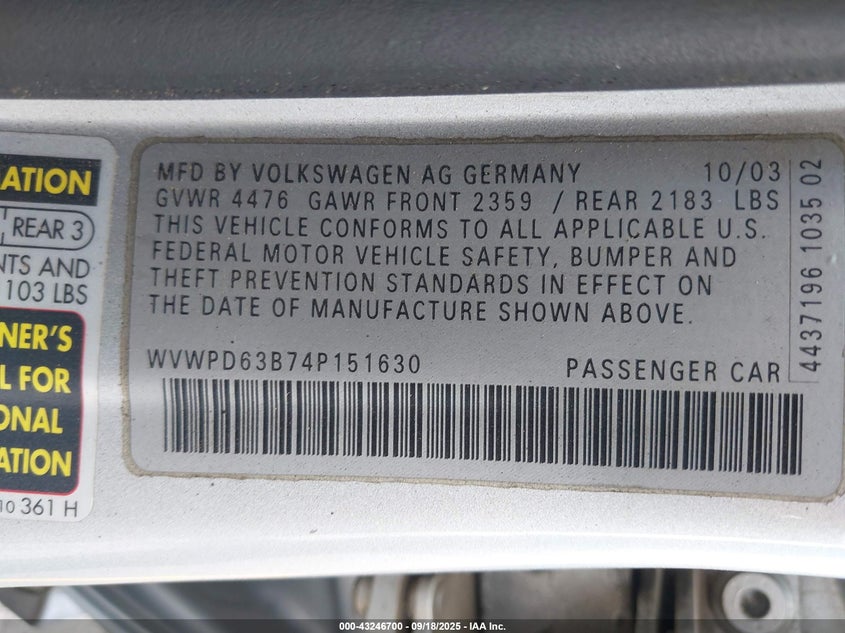 ATION
REAR 3
NTS AND
103 LBS
NER'S
L FOR
ONAL
ATION
10 361 H
MFD BY VOLKSWAGEN AG GERMANY 10/03
GVWR 4476 GAWR FRONT 2359 / REAR 2183 LBS
THIS VEHICLE CONFORMS TO ALL APPLICABLE U.S.
FEDERAL MOTOR VEHICLE SAFETY, BUMPER AND
THEFT PREVENTION STANDARDS IN EFFECT ON
THE DATE OF MANUFACTURE SHOWN ABOVE.
WVWPD63B74P151630 PASSENGER CAR
4437196 1035 02
000-43246700 - 09/18/2025 - IAA Inc.